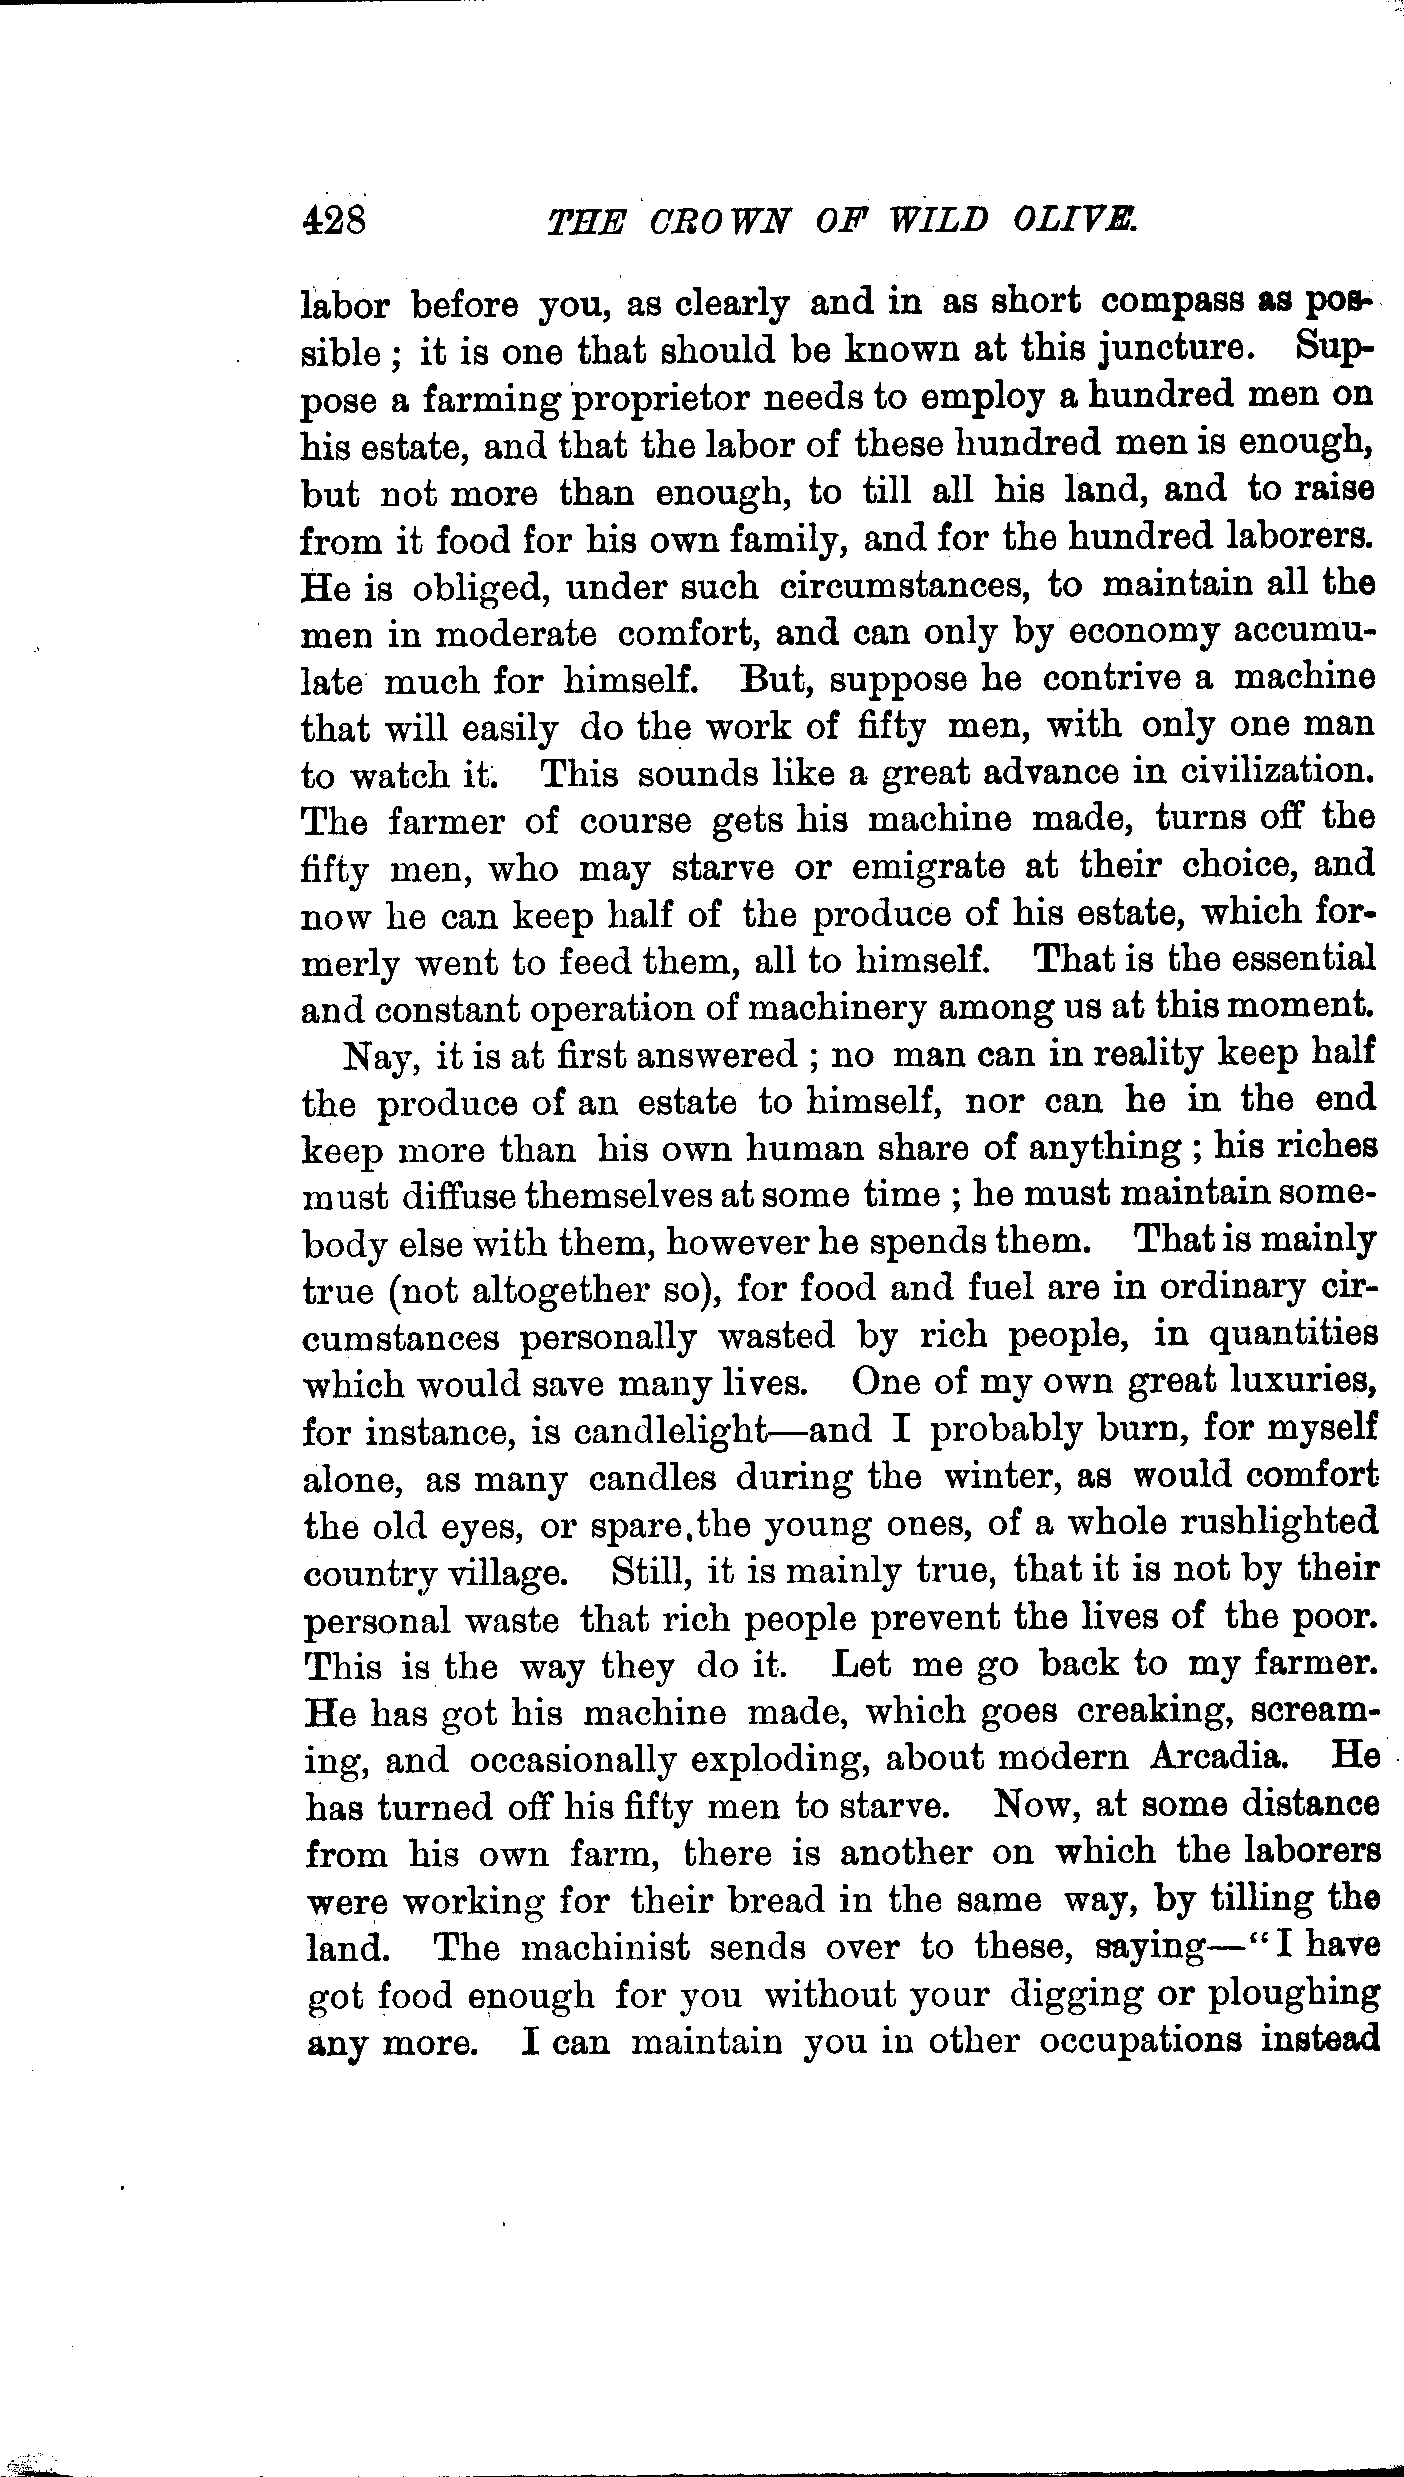 428 THE CROWN OF WILD OLIVE.
labor before you, as clearly and in as short compass as pos-
sible ; it is one that should be known at this juncture. Sup-
pose a farming proprietor needs to employ a hundred men on
his estate, and that the labor of these hundred men is enough,
but not more than enough, to till all his land, and to raise
from it food for his own family, and for the hundred laborers.
He is obliged, under such circumstances, to maintain all the
men in moderate comfort, and can only by economy accumu-
late much for himself. But, suppose he contrive a machine
that will easily do the work of fifty men, with only one man
to watch it. This sounds like a great advance in civilization.
The farmer of course gets his machine made, turns off the
fifty men, who may starve or emigrate at their choice, and
now he can keep half of the produce of his estate, which for-
merly went to feed them, all to himself. That is the essential
and constant operation of machinery among us at this moment.
Nay, it is at first answered ; no man can in reality keep half
the produce of an estate to himself, nor can he in the end
keep more than his own human share of anything ; his riches
must diffuse themselves at some time ; he must maintain some-
body else with them, however he spends them. That is mainly
true (not altogether so), for food and fuel are in ordinary cir-
cumstances personally wasted by rich people, in quantities
which would save many lives. One of my own great luxuries,
for instance, is candlelight—and I probably burn, for myself
alone, as many candles during the winter, as would comfort
the old eyes, or spare the young ones, of a whole rushlighted
country village. Still, it is mainly true, that it is not by their
personal waste that rich people prevent the lives of the poor.
This is the way they do it. Let me go back to my farmer.
He has got his machine made, which goes creaking, scream-
ing, and occasionally exploding, about modern Arcadia. He
has turned off his fifty men to starve. Now, at some distance
from his own farm, there is another on which the laborers
were working for their bread in the same way, by tilling the
land. The machinist sends over to these, saying—“I have
got food enough for you without your digging or ploughing
any more. I can maintain you in other occupations instead